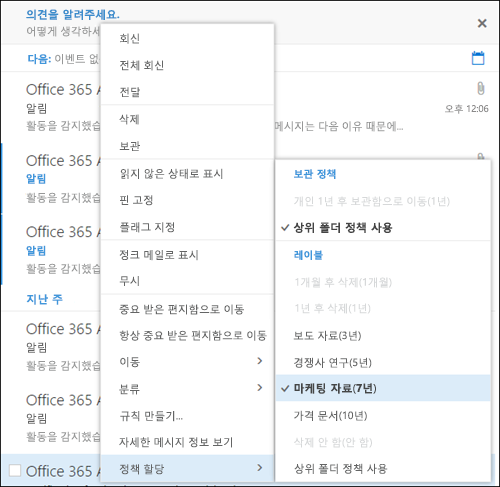 의견을 알려주세요.
어떻게 생각하세
다음: 이벤트 없
Office 365 A
알림
오후 12:06
활동을 감지했습
메시지는 다음 이유 때문에...
Office 365 A
알림
활동을 감지했습
Office 365 A
알림
활동을 감지했습
지난 주
Office 365 A
알림
활동을 감지했습
Office 365 A
알림
활동을 감지했습
Office 365 A
회신
전체 회신
전달
삭제
보관
읽지 않은 상태로 표시
핀 고정
플래그 지정
정크 메일로 표시
무시
중요 받은 편지함으로 이동
항상 중요 받은 편지함으로 이동
이동
분류
규칙 만들기...
자세한 메시지 정보 보기
정책 할당
보관 정책
개인 1년 후 보관함으로 이동(1년)
상위 폴더 정책 사용
레이블
1개월 후 삭제(1개월)
1년 후 삭제(1년)
보도 자료(3년)
경쟁사 연구(5년)
마케팅 자료(7년)
가격 문서(10년)
삭제 안 함(안 함)
상위 폴더 정책 사용